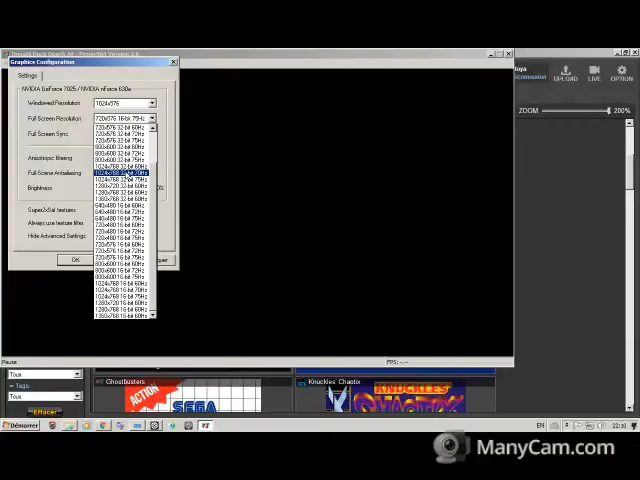 Graphics Configuration
Settings
NVIDIA GeForce 7025 / NVIDIA nForce 630a
Windowed Resolution 1024x576
Full Screen Resolution 720x576 16-bit 75Hz
Full Screen Sync
Anisotropic filtering
Full-Scene Antialiasing
Brightness
Super2xSal textures
Always use texture filter
Hide Advanced Settings
OK
720x576 32-bit 60Hz
720x576 32-bit 72Hz
720x576 32-bit 75Hz
800x600 32-bit 60Hz
800x600 32-bit 72Hz
800x600 32-bit 75Hz
1024x768 32-bit 60Hz
1024x768 32-bit 70Hz
1024x768 32-bit 75Hz
1280x720 32-bit 60Hz
1280x768 32-bit 60Hz
1360x768 32-bit 60Hz
640x480 16-bit 60Hz
640x480 16-bit 72Hz
640x480 16-bit 75Hz
720x480 16-bit 60Hz
720x576 16-bit 60Hz
720x576 16-bit 72Hz
720x576 16-bit 75Hz
800x600 16-bit 60Hz
800x600 16-bit 72Hz
800x600 16-bit 75Hz
1024x768 16-bit 60Hz
1024x768 16-bit 70Hz
1024x768 16-bit 75Hz
1280x720 16-bit 60Hz
1280x768 16-bit 60Hz
1360x768 16-bit 60Hz
UPLOAD
LIVE
OPTION
ZOOM
200%
Pause
FPS: -.--
Tous
Tags
Tous
Effacer
Ghostbusters
Knuckles' Chaotix
ACTION
SEGA
KNUCKLES
CHAOTIX
Démarrer
EN
22:10
ManyCam.com